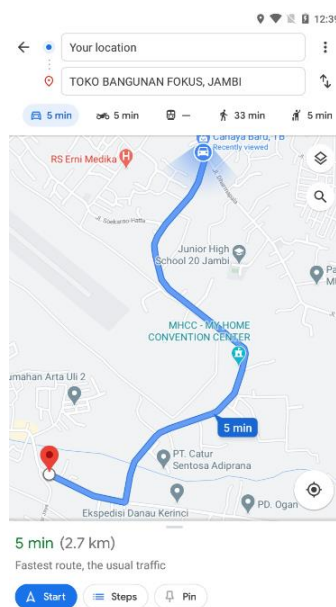 12:39
Your location
TOKO BANGUNAN FOKUS, JAMBI
5 min
5 min
—
33 min
5 min
Cahaya Baru, TB
Recently viewed
RS Erni Medika
H
JL. Soekarno Hatta
Junior High
School 20 Jambi
MHCC - MY HOME
CONVENTION CENTER
umahan Arta Uli 2
5 min
PT. Catur
Sentosa Adiprana
PD. Ogan
Ekspedisi Danau Kerinci
5 min (2.7 km)
Fastest route, the usual traffic
Start
Steps
Pin